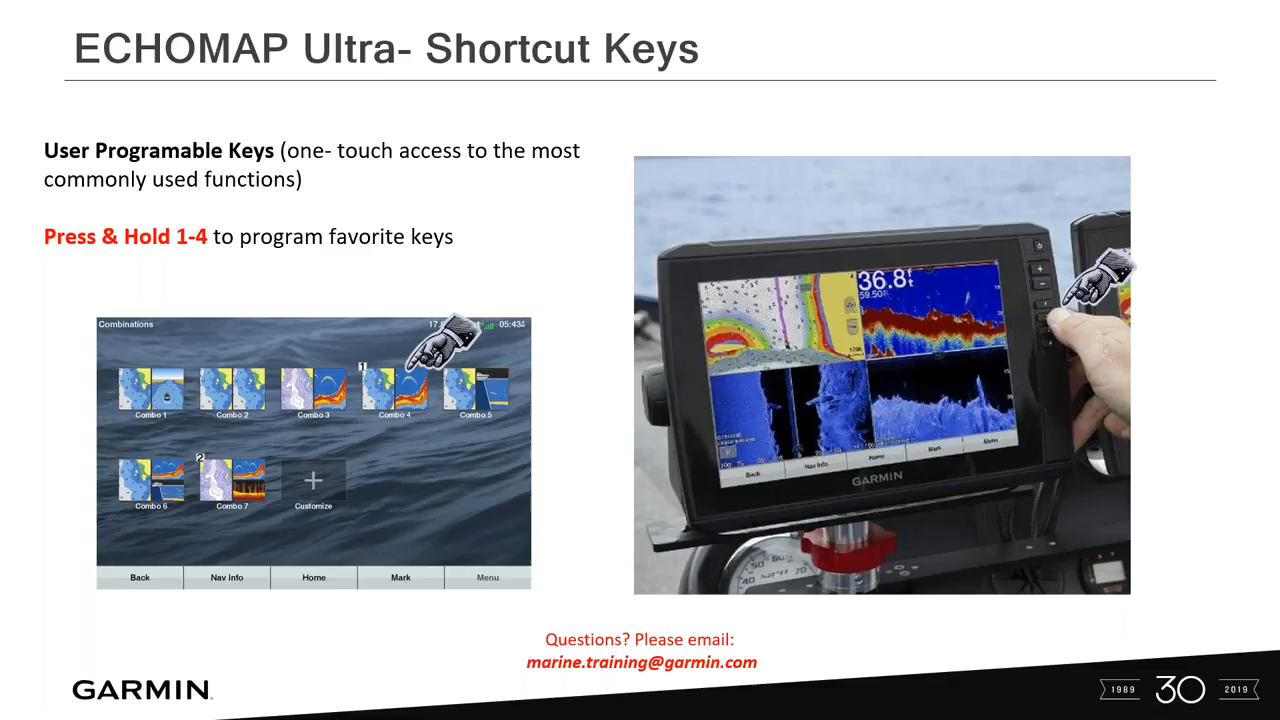 ECHOMAP Ultra- Shortcut Keys
User Programable Keys (one- touch access to the most
commonly used functions)
Press & Hold 1-4 to program favorite keys
Combinations
05:43
1
Combo 1
Combo 2
Combo 3
Combo 4
Combo 5
2
Combo 6
Combo 7
Customize
Back
Nav Info
Home
Mark
Menu
36.8ft
59.50
Back
Nav Info
Home
Mark
Menu
GARMIN
Questions? Please email:
marine.training@garmin.com
GARMIN.
1989
30
2019